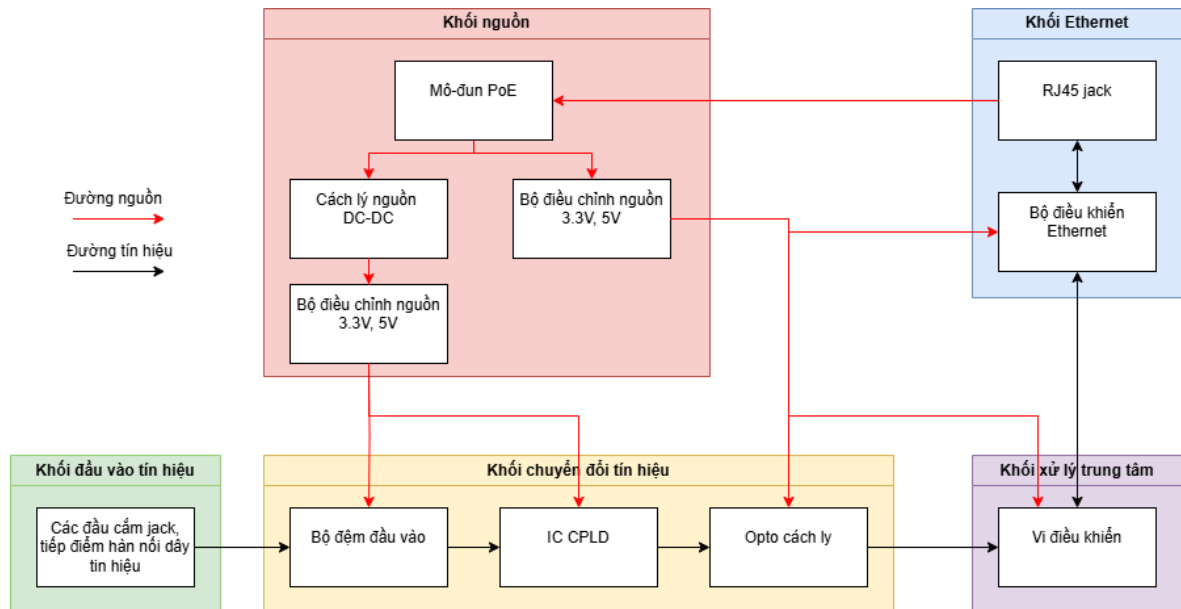 Khối nguồn
Khối Ethernet
Mô-đun PoE
RJ45 jack
Đường nguồn
Đường tín hiệu
Cách lý nguồn
DC-DC
Bộ điều chỉnh nguồn
3.3V, 5V
Bộ điều khiển
Ethernet
Bộ điều chỉnh nguồn
3.3V, 5V
Khối đầu vào tín hiệu
Khối chuyển đổi tín hiệu
Khối xử lý trung tâm
Các đầu cắm jack,
tiếp điểm hàn nối dây
tin hiệu
Bộ đệm đầu vào
IC CPLD
Opto cách ly
Vi điều khiển